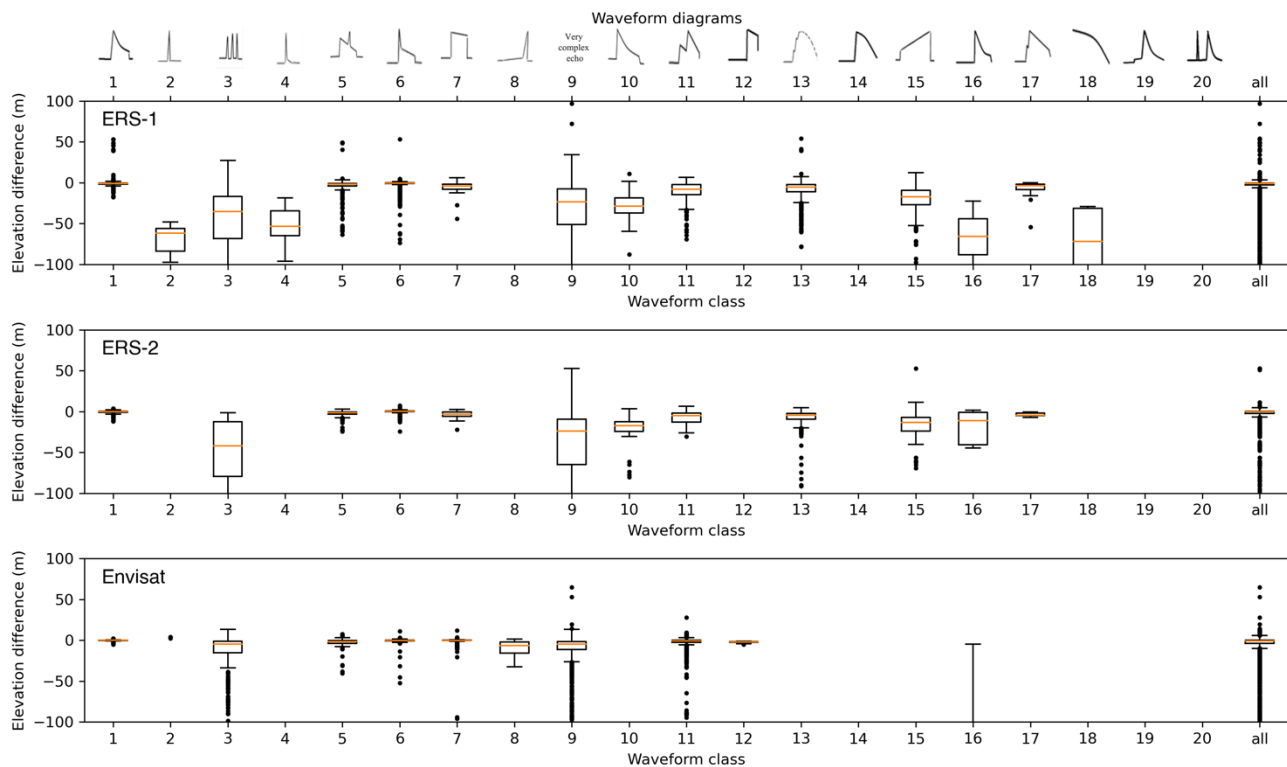 Waveform diagrams
Very
complex
echo
1 2 3 4 5 6 7 8 9 10 11 12 13 14 15 16 17 18 19 20 all
Elevation difference (m)
100
50
0
−50
−100
ERS-1
1 2 3 4 5 6 7 8 9 10 11 12 13 14 15 16 17 18 19 20 all
Waveform class
Elevation difference (m)
100
50
0
−50
−100
ERS-2
1 2 3 4 5 6 7 8 9 10 11 12 13 14 15 16 17 18 19 20 all
Waveform class
Elevation difference (m)
100
50
0
−50
−100
Envisat
1 2 3 4 5 6 7 8 9 10 11 12 13 14 15 16 17 18 19 20 all
Waveform class